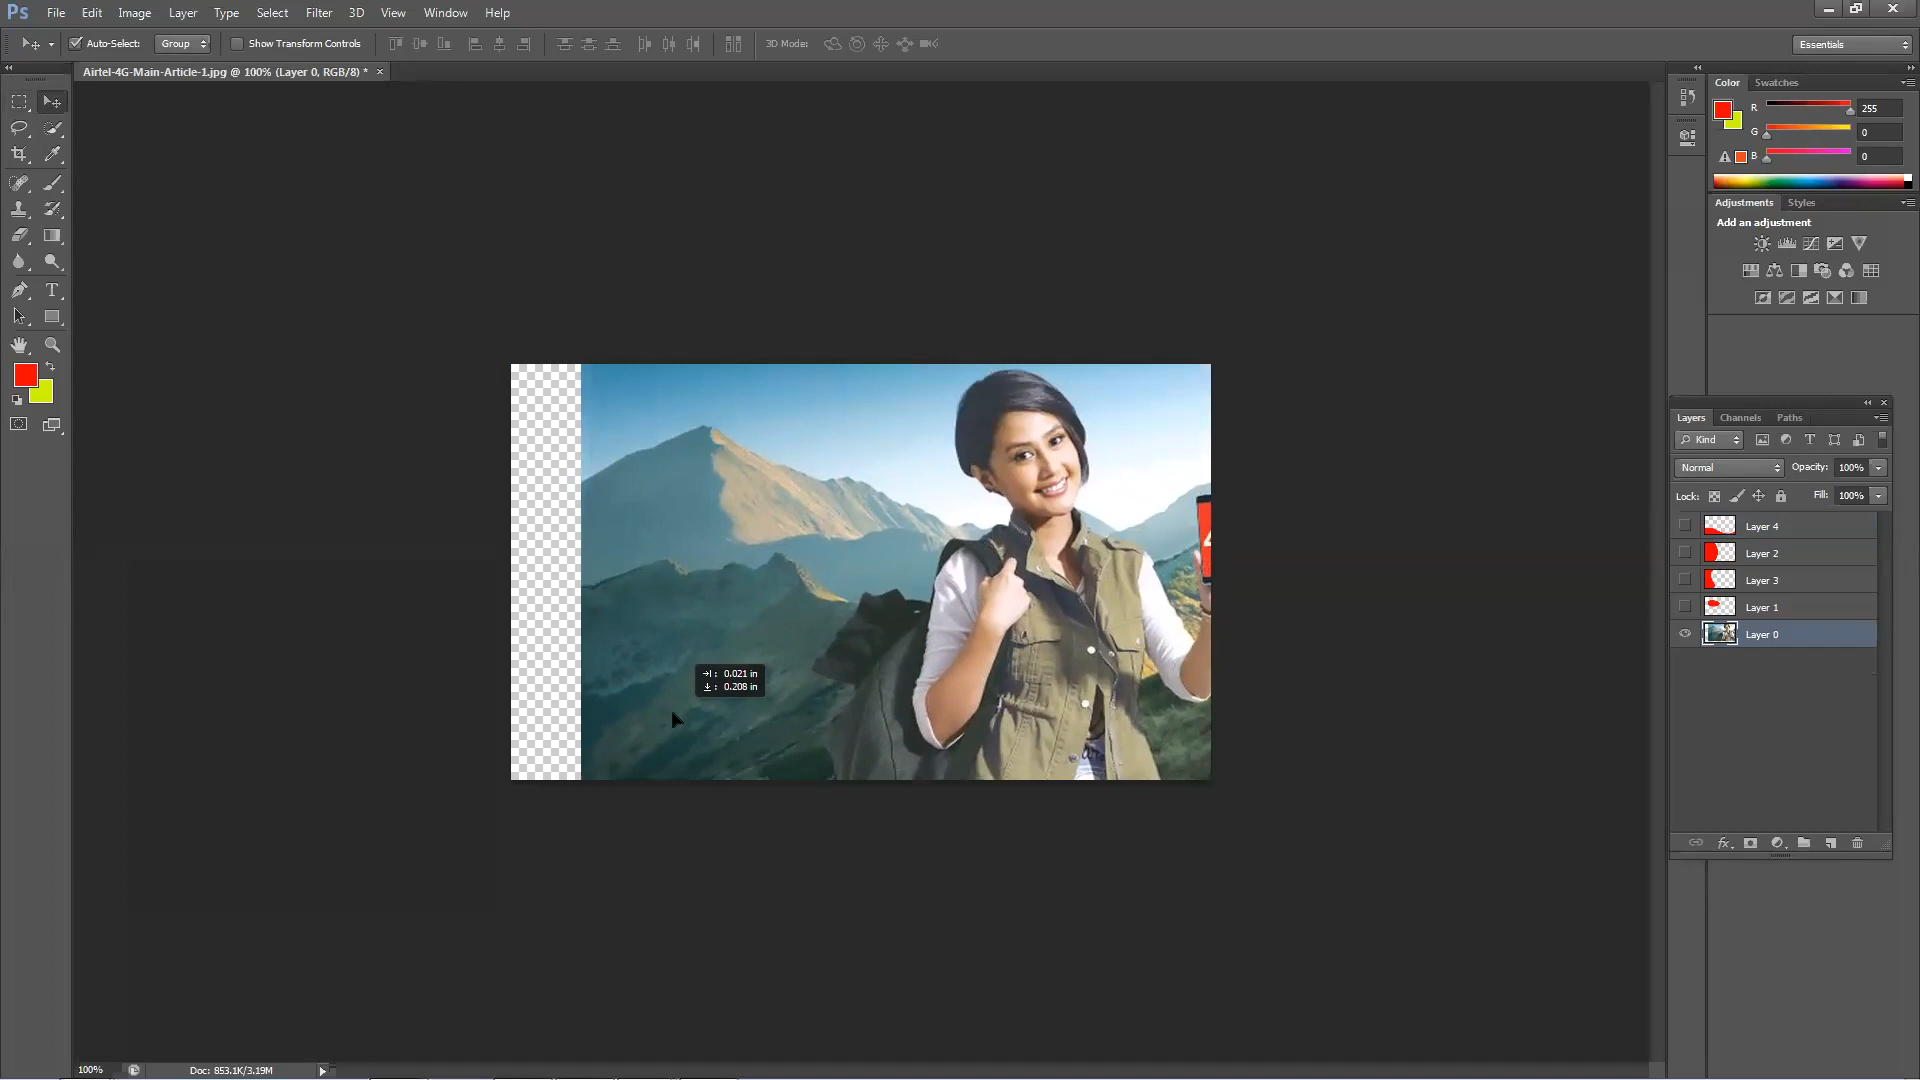 Ps File Edit Image Layer Type Select Filter 3D View Window Help
Auto-Select: Group Show Transform Controls 3D Mode: Essentials
Airtel-4G-Main-Article-1.jpg @ 100% (Layer 0, RGB/8) * ×
Color Swatches
R 255
G 0
B 0
Adjustments Styles
Add an adjustment
Layers Channels Paths
Kind
Normal Opacity: 100%
Lock: Fill: 100%
Layer 4
Layer 2
Layer 3
Layer 1
Layer 0
: 0.021 in
: 0.208 in
100% Doc: 853.1K/3.19M